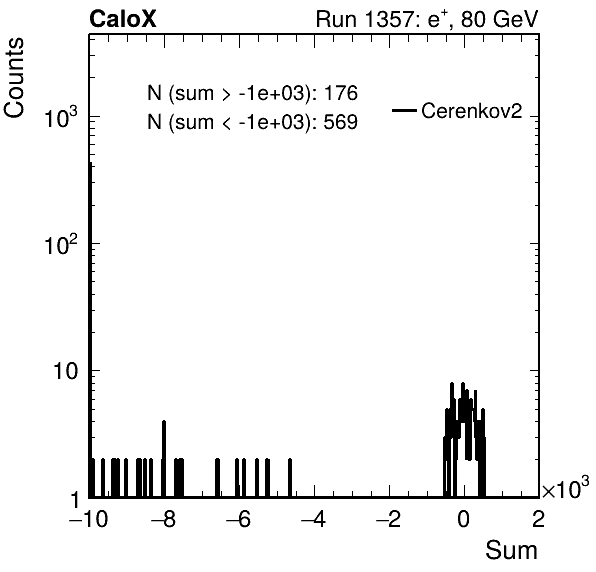 CaloX Run 1357: e⁺, 80 GeV
Counts
N (sum > -1e+03): 176
N (sum < -1e+03): 569
Cerenkov2
10³
10²
10
1
−10 −8 −6 −4 −2 0 2
×10³
Sum